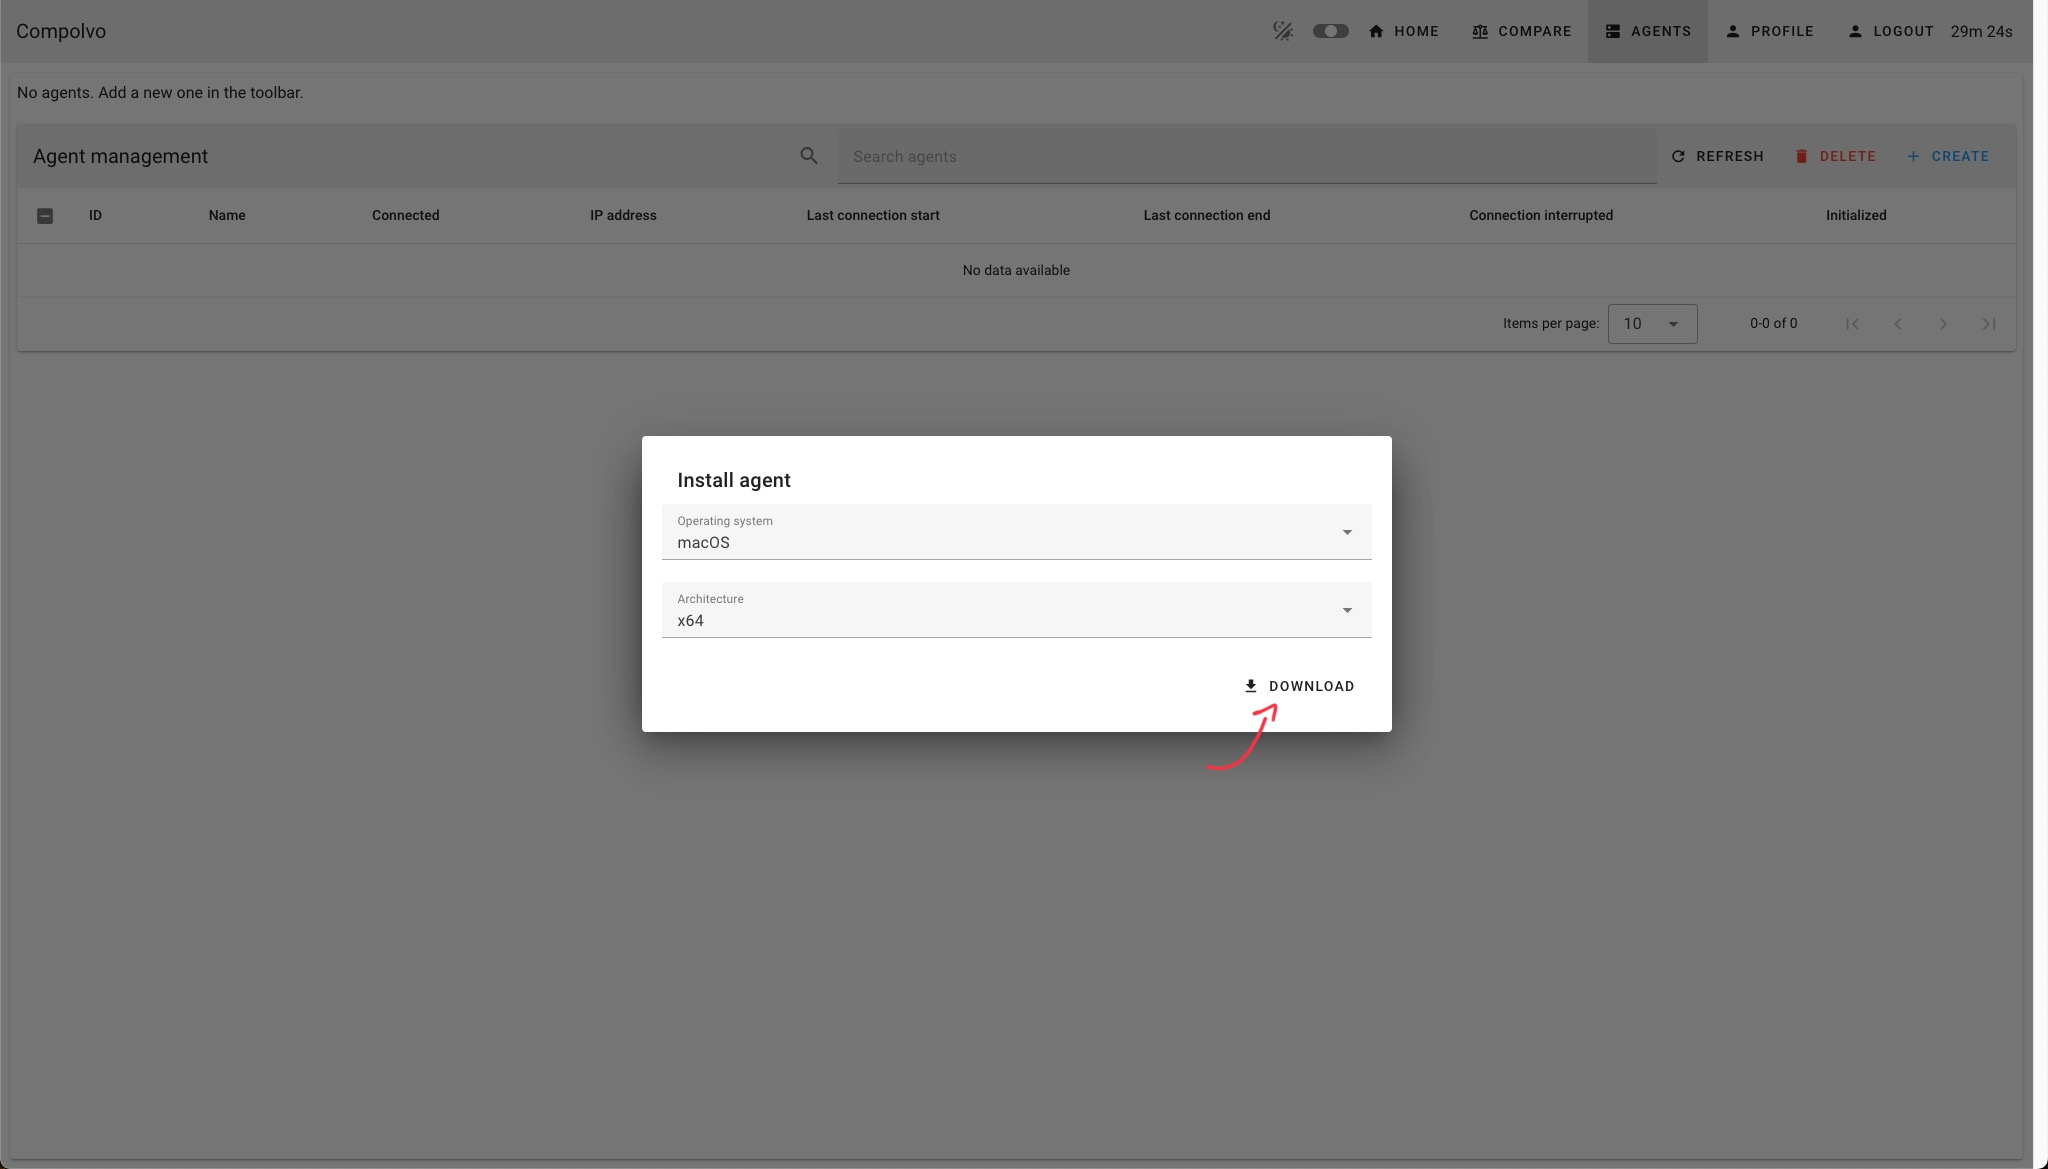 Compolvo
HOME
COMPARE
AGENTS
PROFILE
LOGOUT
29m 24s
No agents. Add a new one in the toolbar.
Agent management
Search agents
REFRESH
DELETE
CREATE
ID
Name
Connected
IP address
Last connection start
Last connection end
Connection interrupted
Initialized
No data available
Items per page:
10
0-0 of 0
Install agent
Operating system
macOS
Architecture
x64
DOWNLOAD